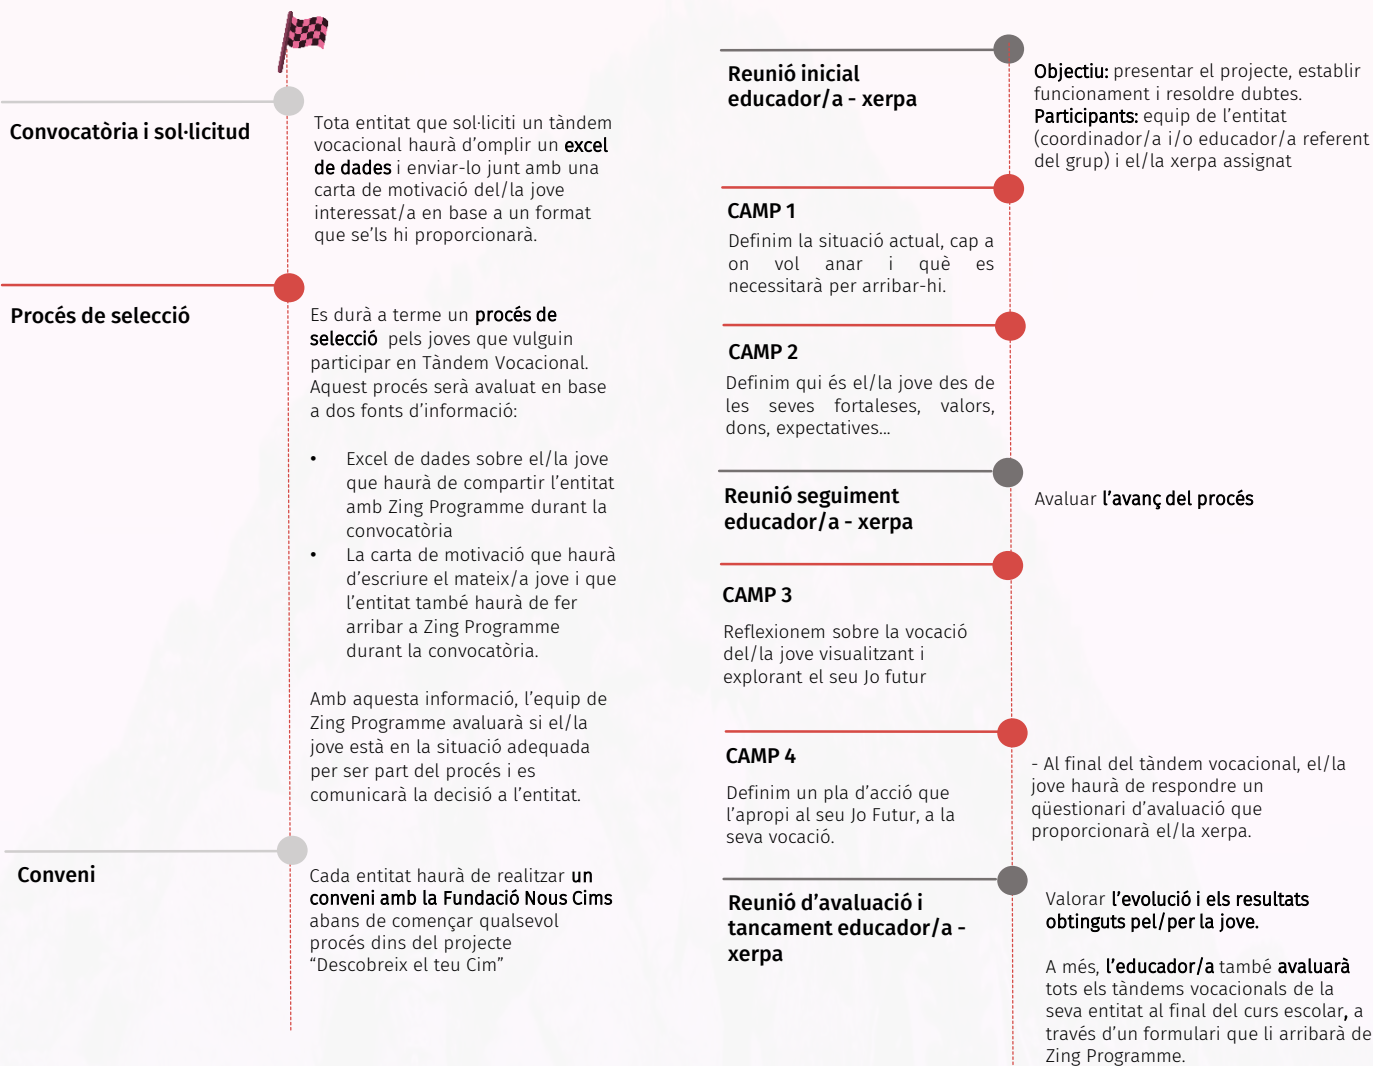 Convocatòria i sol·licitud
Tota entitat que sol·liciti un tàndem
vocacional haurà d'omplir un excel
de dades i enviar-lo junt amb una
carta de motivació del/la jove
interessat/a en base a un format
que se'ls hi proporcionarà.
Procés de selecció
Es durà a terme un procés de
selecció pels joves que vulguin
participar en Tàndem Vocacional.
Aquest procés serà avaluat en base
a dos fonts d'informació:
• Excel de dades sobre el/la jove
que haurà de compartir l'entitat
amb Zing Programme durant la
convocatòria
• La carta de motivació que haurà
d'escriure el mateix/a jove i que
l'entitat també haurà de fer
arribar a Zing Programme
durant la convocatòria.
Amb aquesta informació, l'equip de
Zing Programme avaluarà si el/la
jove està en la situació adequada
per ser part del procés i es
comunicarà la decisió a l'entitat.
Conveni
Cada entitat haurà de realitzar un
conveni amb la Fundació Nous Cims
abans de començar qualsevol
procés dins del projecte
“Descobreix el teu Cim”
Reunió inicial
educador/a - xerpa
Objectiu: presentar el projecte, establir
funcionament i resoldre dubtes.
Participants: equip de l'entitat
(coordinador/a i/o educador/a referent
del grup) i el/la xerpa assignat
CAMP 1
Definim la situació actual, cap a
on vol anar i què es
necessitarà per arribar-hi.
CAMP 2
Definim qui és el/la jove des de
les seves fortaleses, valors,
dons, expectatives...
Reunió seguiment
educador/a - xerpa
Avaluar l'avanç del procés
CAMP 3
Reflexionem sobre la vocació
del/la jove visualitzant i
explorant el seu Jo futur
CAMP 4
Definim un pla d'acció que
l'apropi al seu Jo Futur, a la
seva vocació.
- Al final del tàndem vocacional, el/la
jove haurà de respondre un
qüestionari d'avaluació que
proporcionarà el/la xerpa.
Reunió d'avaluació i
tancament educador/a -
xerpa
Valorar l'evolució i els resultats
obtinguts pel/per la jove.
A més, l'educador/a també avaluarà
tots els tàndems vocacionals de la
seva entitat al final del curs escolar, a
través d'un formulari que li arribarà de
Zing Programme.